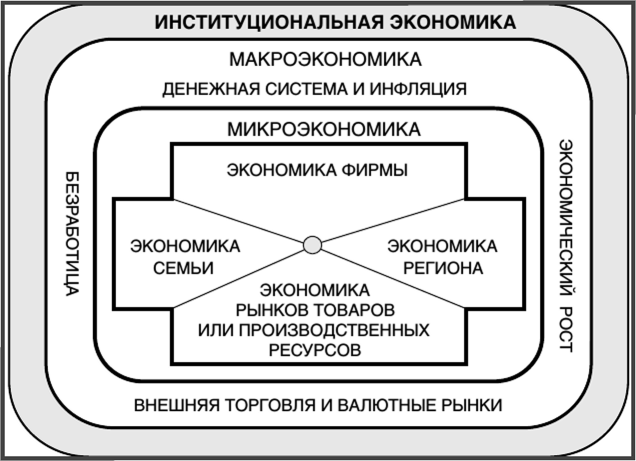 ИНСТИТУЦИОНАЛЬНАЯ ЭКОНОМИКА
МАКРОЭКОНОМИКА
ДЕНЕЖНАЯ СИСТЕМА И ИНФЛЯЦИЯ
МИКРОЭКОНОМИКА
ЭКОНОМИКА ФИРМЫ
БЕЗРАБОТИЦА
ЭКОНОМИКА
СЕМЬИ
ЭКОНОМИКА
РЕГИОНА
ЭКОНОМИЧЕСКИЙ РОСТ
ЭКОНОМИКА
РЫНКОВ ТОВАРОВ
ИЛИ ПРОИЗВОДСТВЕННЫХ
РЕСУРСОВ
ВНЕШНЯЯ ТОРГОВЛЯ И ВАЛЮТНЫЕ РЫНКИ